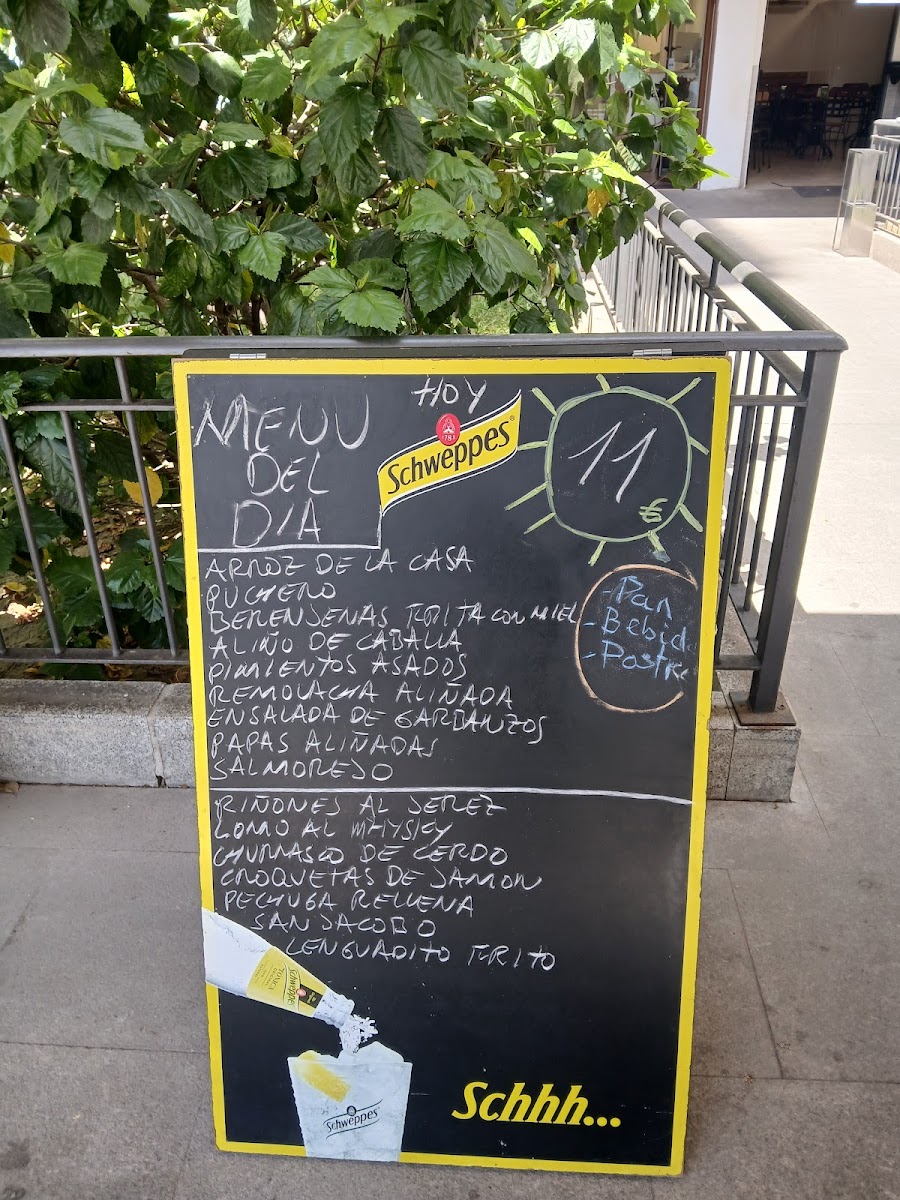 HOY
MENU
DEL
DIA
Schweppes
11
€
ARROZ DE LA CASA
PUCHERO
BERENJENAS FRITA CON MIEL
ALIÑO DE CABALLA
PIMIENTOS ASADOS
REMOLACHA ALIÑADA
ENSALADA DE GARBANZOS
PAPAS ALIÑADAS
SALMOREJO
- Pan
- Bebida
- Postre
RIÑONES AL JEREZ
LOMO AL WHYSKY
CHURRASCO DE CERDO
CROQUETAS DE JAMON
PECHUGA RELLENA
SAN JACOBO
LENGUADITO FRITO
Schweppes
Schweppes
Schhh...